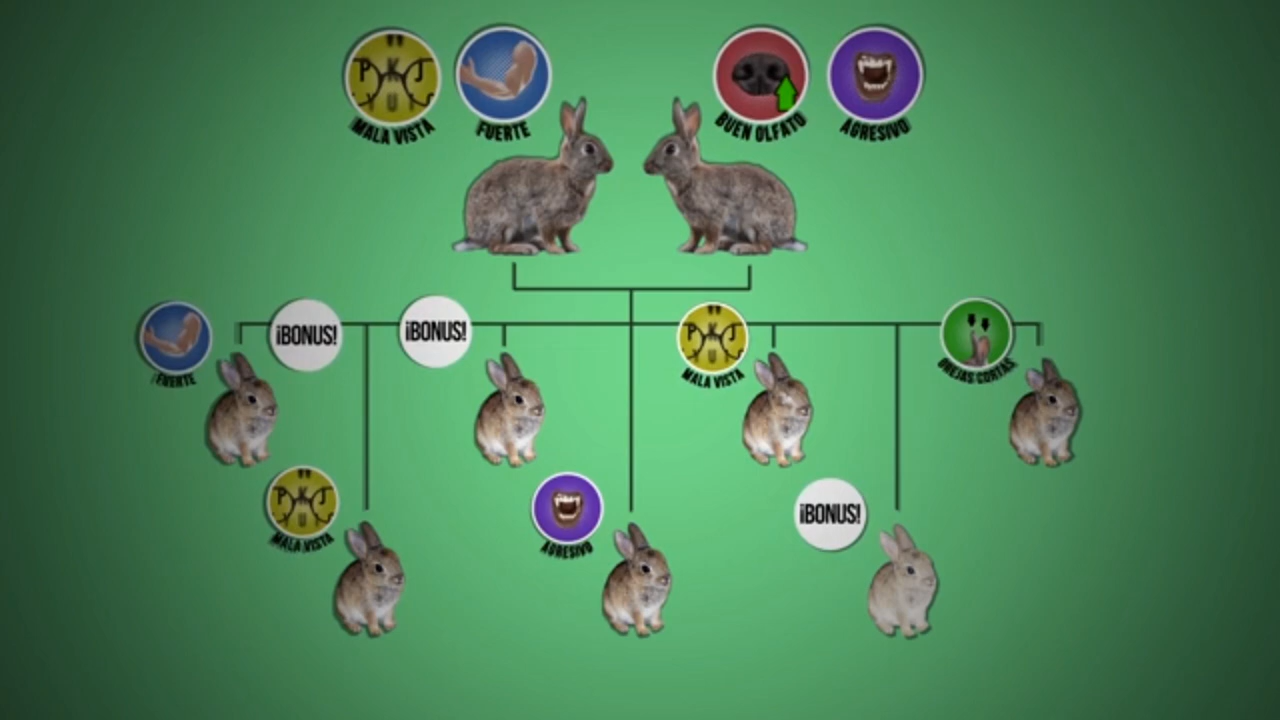 MALA VISTA
FUERTE
BUEN OLFATO
AGRESIVO
P K J
U
FUERTE
¡BONUS!
¡BONUS!
P K J
U
MALA VISTA
OREJAS CORTAS
P K J
U
MALA VISTA
AGRESIVO
¡BONUS!